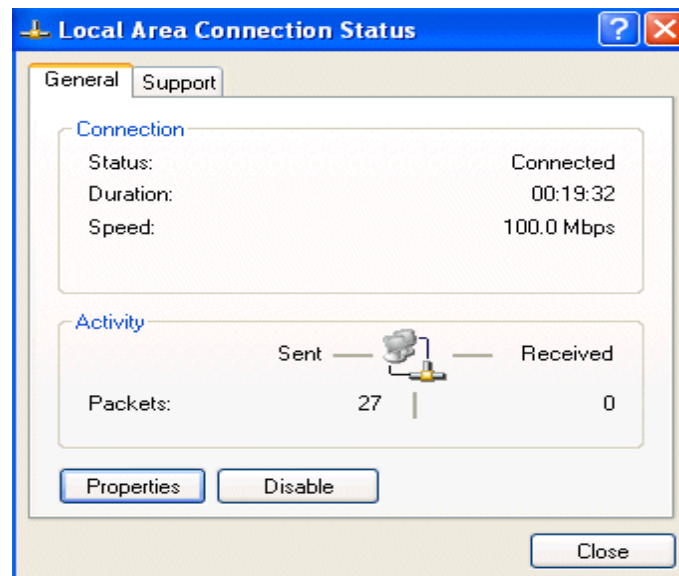 Local Area Connection Status
General Support
Connection
Status: Connected
Duration: 00:19:32
Speed: 100.0 Mbps
Activity
Sent Received
Packets: 27 0
Properties Disable
Close